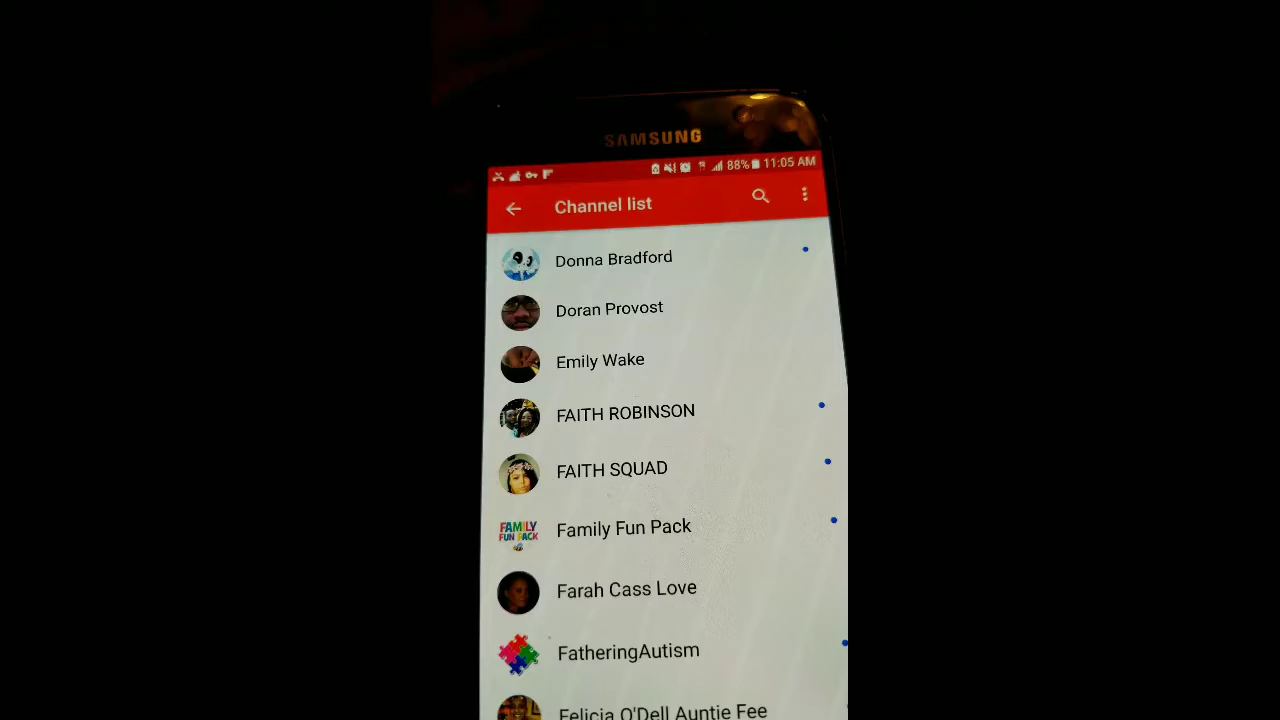 SAMSUNG
88% 11:05 AM
Channel list
Donna Bradford
Doran Provost
Emily Wake
FAITH ROBINSON
FAITH SQUAD
FAMILY
FUN PACK
Family Fun Pack
Farah Cass Love
FatheringAutism
Felicia O'Dell Auntie Fee